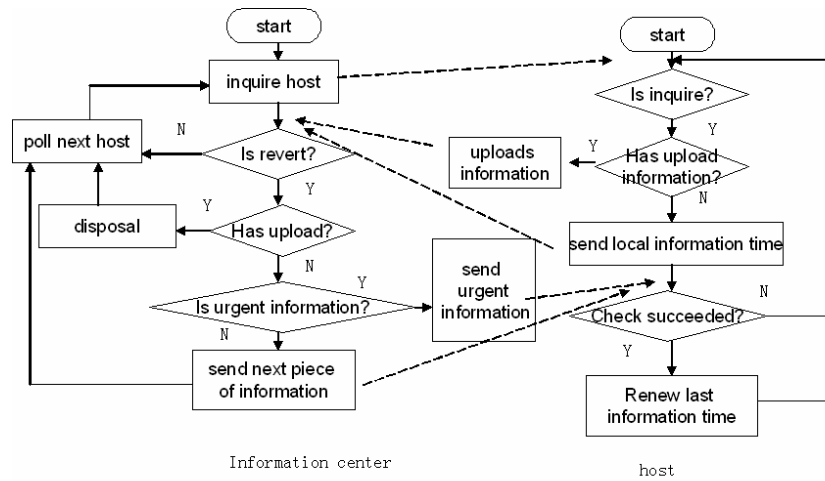 start
inquire host
N
poll next host
Is revert?
Y
Y
disposal
Has upload?
N
Y
Is urgent information?
send
urgent
information
N
send next piece
of information
Information center
start
Is inquire?
Y
uploads
information
Y
Has upload
information?
N
send local information time
N
Check succeeded?
Y
Renew last
information time
host